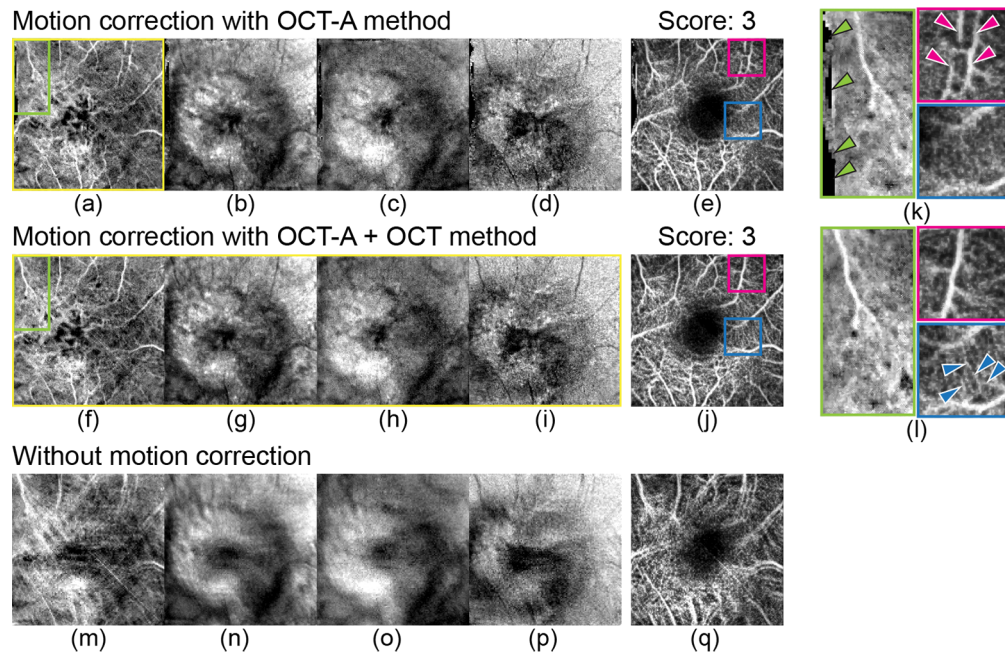 Motion correction with OCT-A method Score: 3
(a) (b) (c) (d) (e) (k)
Motion correction with OCT-A + OCT method Score: 3
(f) (g) (h) (i) (j) (l)
Without motion correction
(m) (n) (o) (p) (q)